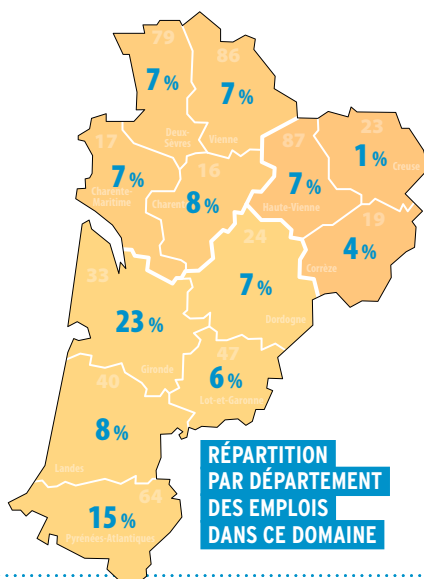 79
7 %
Deux-
Sèvres
86
7 %
Vienne
17
7 %
Charente-
Maritime
16
8 %
Charen
87
7 %
Haute-Vienne
23
1 %
Creuse
19
4 %
Corrèze
24
7 %
Dordogne
33
23 %
Gironde
47
6 %
Lot-et-Garonne
40
8 %
Landes
64
15 %
Pyrénées-Atlantiques
RÉPARTITION
PAR DÉPARTEMENT
DES EMPLOIS
DANS CE DOMAINE